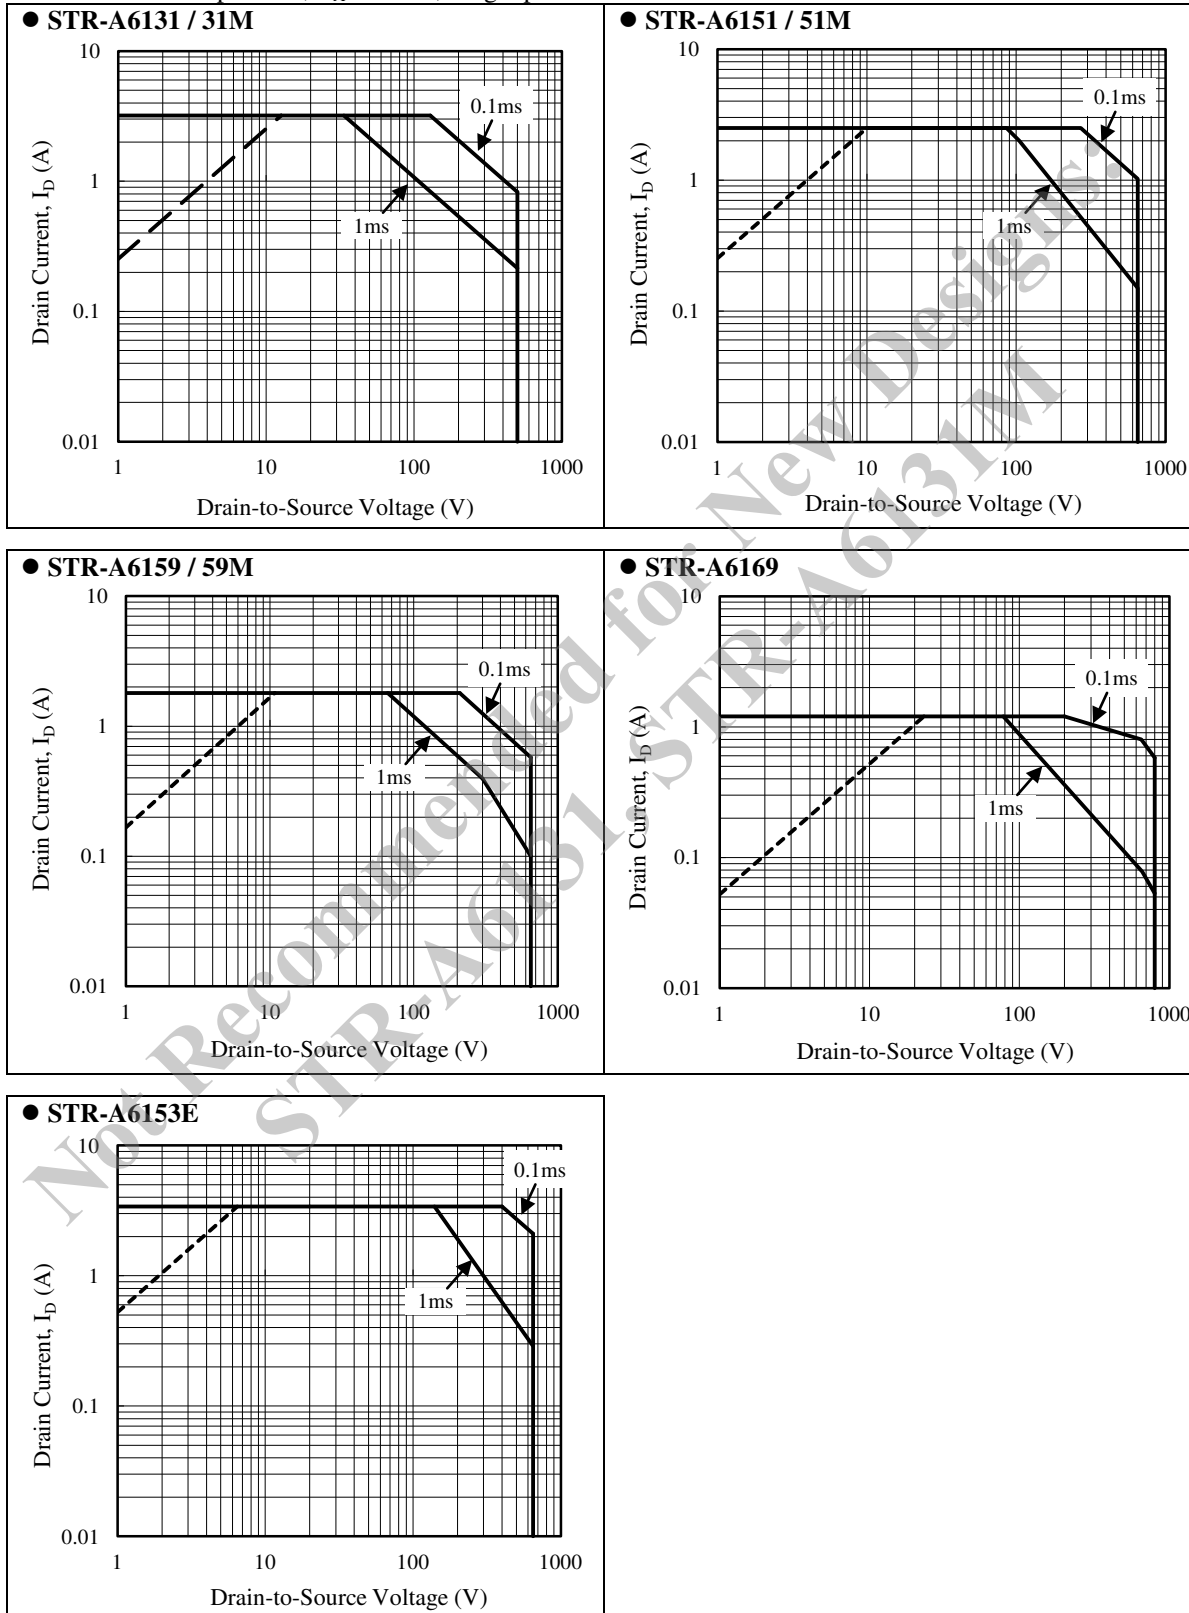 ● STR-A6131 / 31M
10
1
0.1
0.01
1 10 100 1000
0.1ms
1ms
Drain Current, I_D (A)
Drain-to-Source Voltage (V)
● STR-A6151 / 51M
10
1
0.1
0.01
1 10 100 1000
0.1ms
1ms
Drain Current, I_D (A)
Drain-to-Source Voltage (V)
● STR-A6159 / 59M
10
1
0.1
0.01
1 10 100 1000
0.1ms
1ms
Drain Current, I_D (A)
Drain-to-Source Voltage (V)
● STR-A6169
10
1
0.1
0.01
1 10 100 1000
0.1ms
1ms
Drain Current, I_D (A)
Drain-to-Source Voltage (V)
● STR-A6153E
10
1
0.1
0.01
1 10 100 1000
0.1ms
1ms
Drain Current, I_D (A)
Drain-to-Source Voltage (V)
Not Recommended for New Designs:
STR-A6131, STR-A6131M